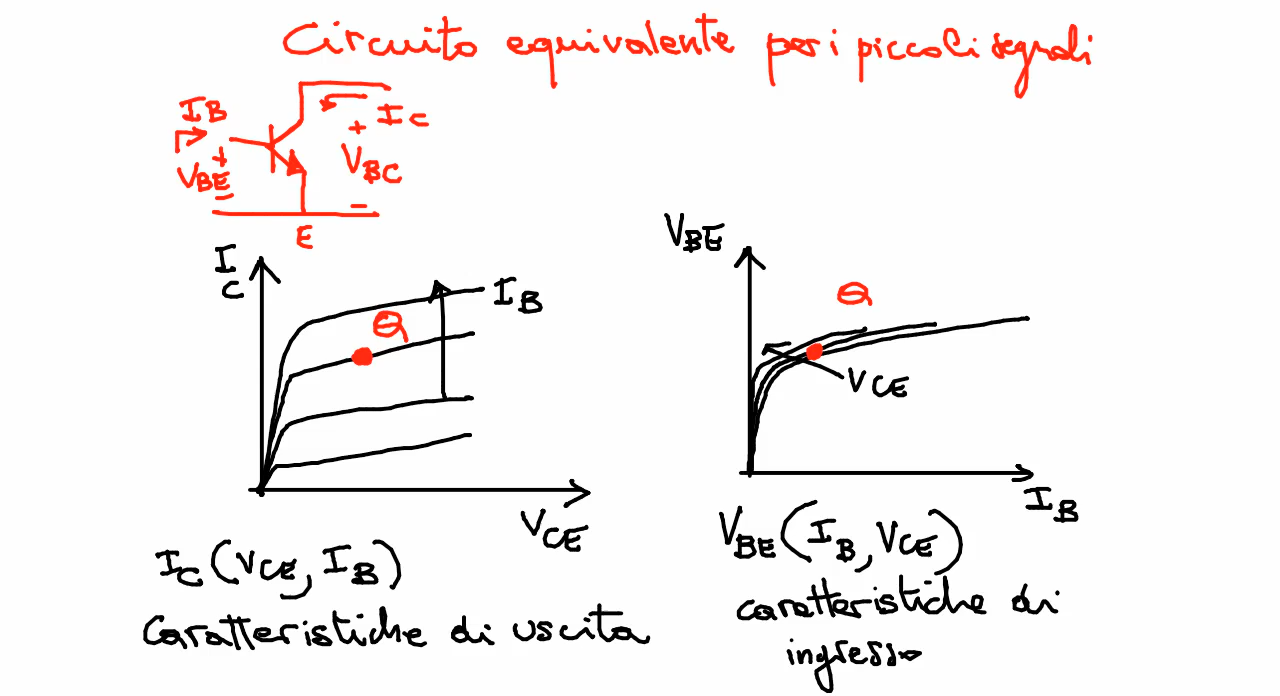 Circuito equivalente per i piccoli segnali
IB
IC
+
+
VBE
VBC
-
-
E
IC
IB
Q
VCE
IC (VCE, IB)
caratteristiche di uscita
VBE
Q
VCE
IB
VBE (IB, VCE)
caratteristiche di
ingresso